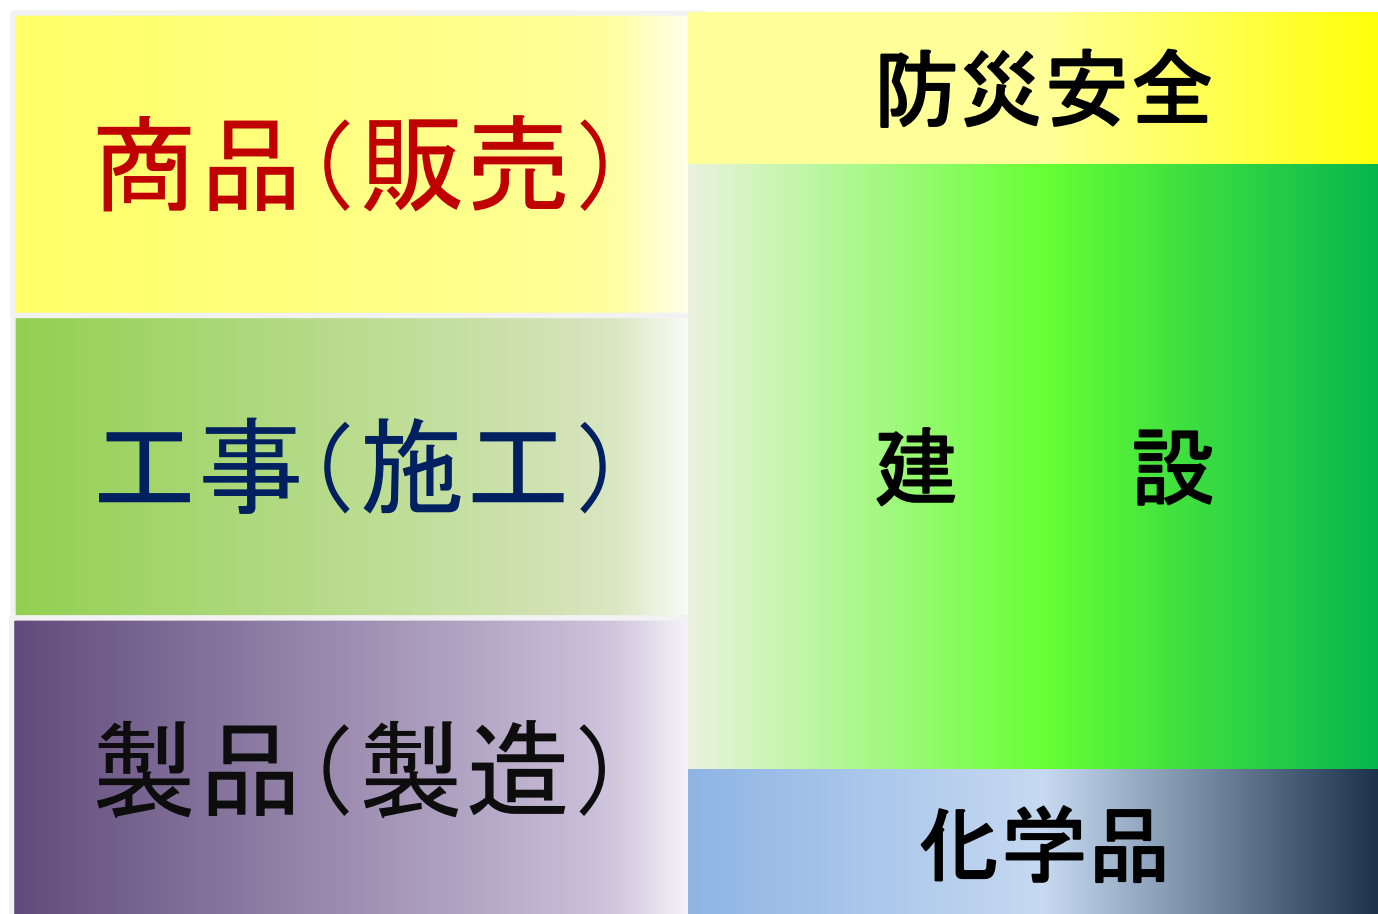 商品（販売）
工事（施工）
製品（製造）
防災安全
建　　設
化学品